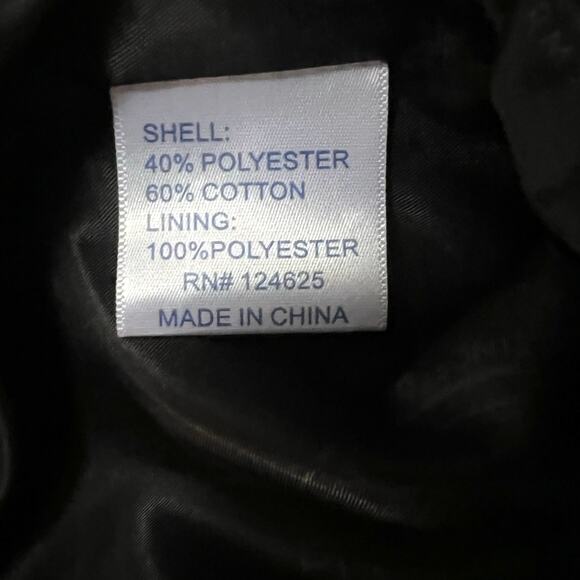 SHELL:
40% POLYESTER
60% COTTON
LINING:
100%POLYESTER
RN# 124625
MADE IN CHINA